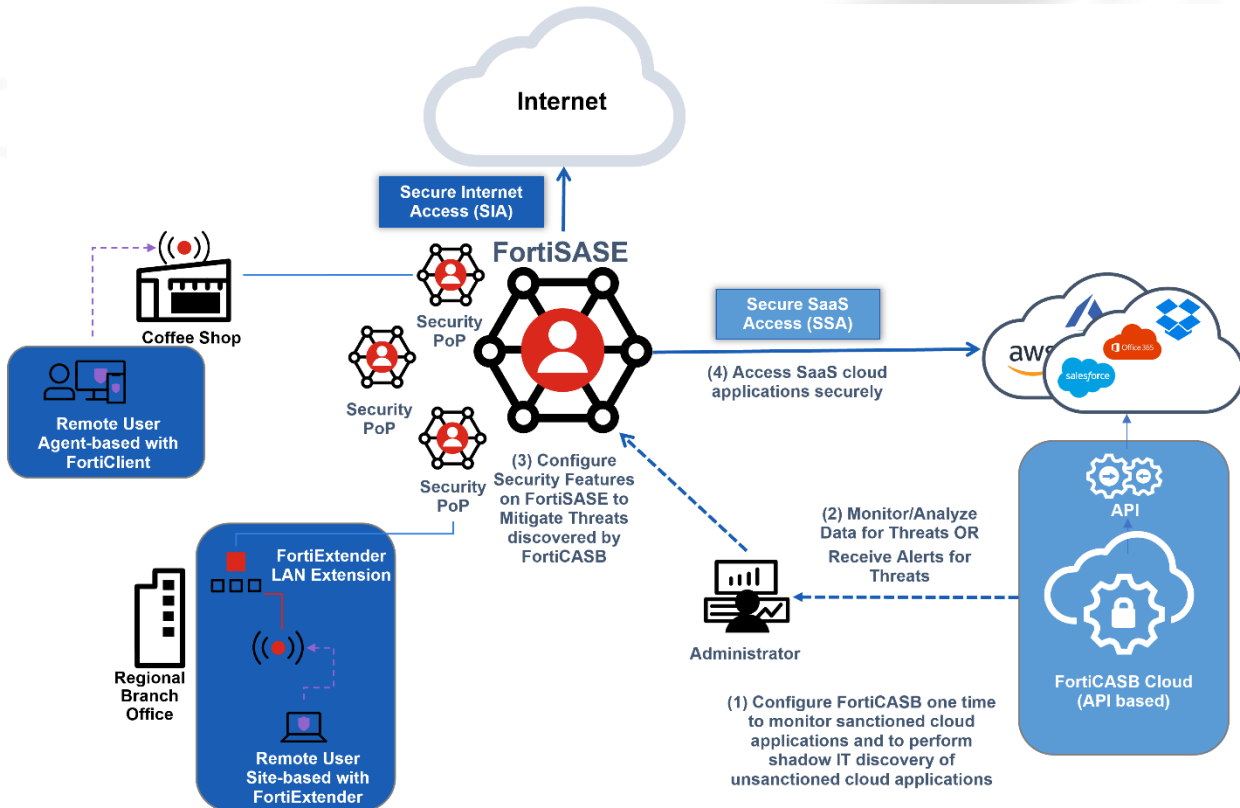 Internet
Secure Internet
Access (SIA)
FortiSASE
Coffee Shop
Security
PoP
Security
PoP
Security
PoP
Remote User
Agent-based with
FortiClient
Secure SaaS
Access (SSA)
(4) Access SaaS cloud
applications securely
aws
Office 365
salesforce
(3) Configure
Security Features
on FortiSASE to
Mitigate Threats
discovered by
FortiCASB
API
(2) Monitor/Analyze
Data for Threats OR
Receive Alerts for
Threats
FortiExtender
LAN Extension
Regional
Branch
Office
Remote User
Site-based with
FortiExtender
Administrator
FortiCASB Cloud
(API based)
(1) Configure FortiCASB one time
to monitor sanctioned cloud
applications and to perform
shadow IT discovery of
unsanctioned cloud applications